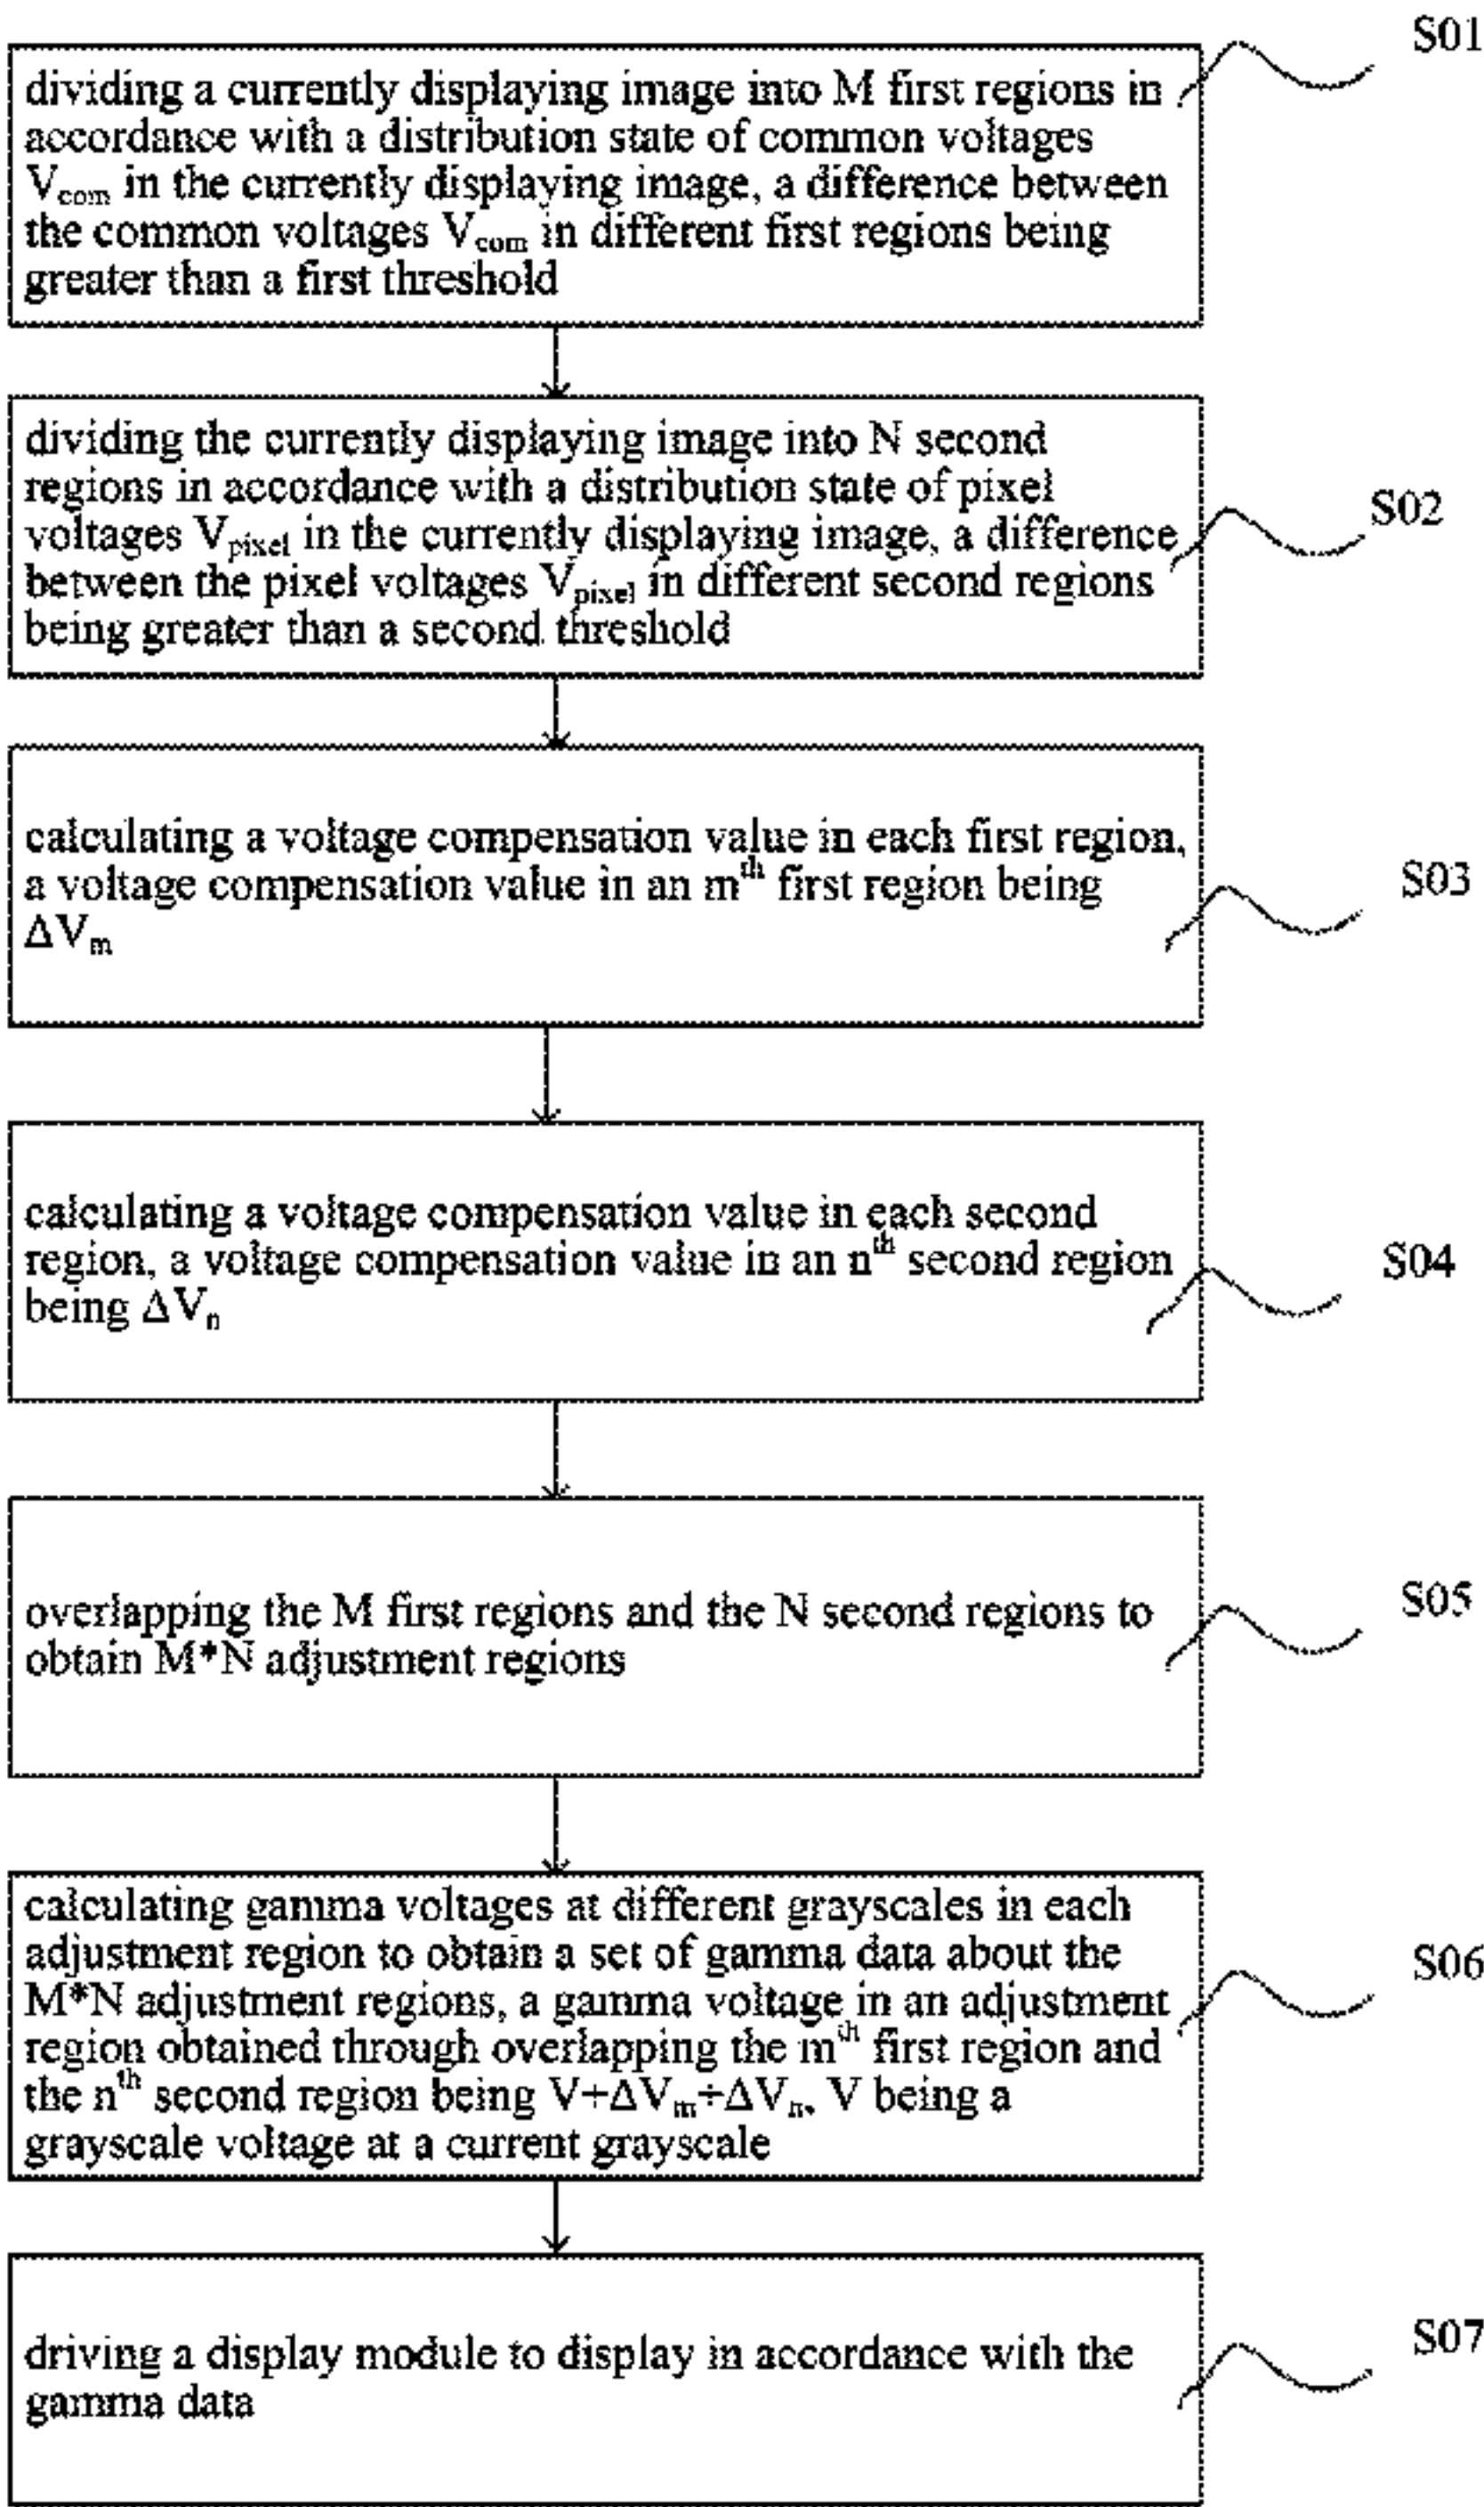 S01
dividing a currently displaying image into M first regions in
accordance with a distribution state of common voltages
Vcom in the currently displaying image, a difference between
the common voltages Vcom in different first regions being
greater than a first threshold
dividing the currently displaying image into N second
regions in accordance with a distribution state of pixel
voltages Vpixel in the currently displaying image, a difference
between the pixel voltages Vpixel in different second regions
being greater than a second threshold
S02
calculating a voltage compensation value in each first region,
a voltage compensation value in an mth first region being
ΔVm
S03
calculating a voltage compensation value in each second
region, a voltage compensation value in an nth second region
being ΔVn
S04
overlapping the M first regions and the N second regions to
obtain M*N adjustment regions
S05
calculating gamma voltages at different grayscales in each
adjustment region to obtain a set of gamma data about the
M*N adjustment regions, a gamma voltage in an adjustment
region obtained through overlapping the mth first region and
the nth second region being V+ΔVm+ΔVn, V being a
grayscale voltage at a current grayscale
S06
driving a display module to display in accordance with the
gamma data
S07